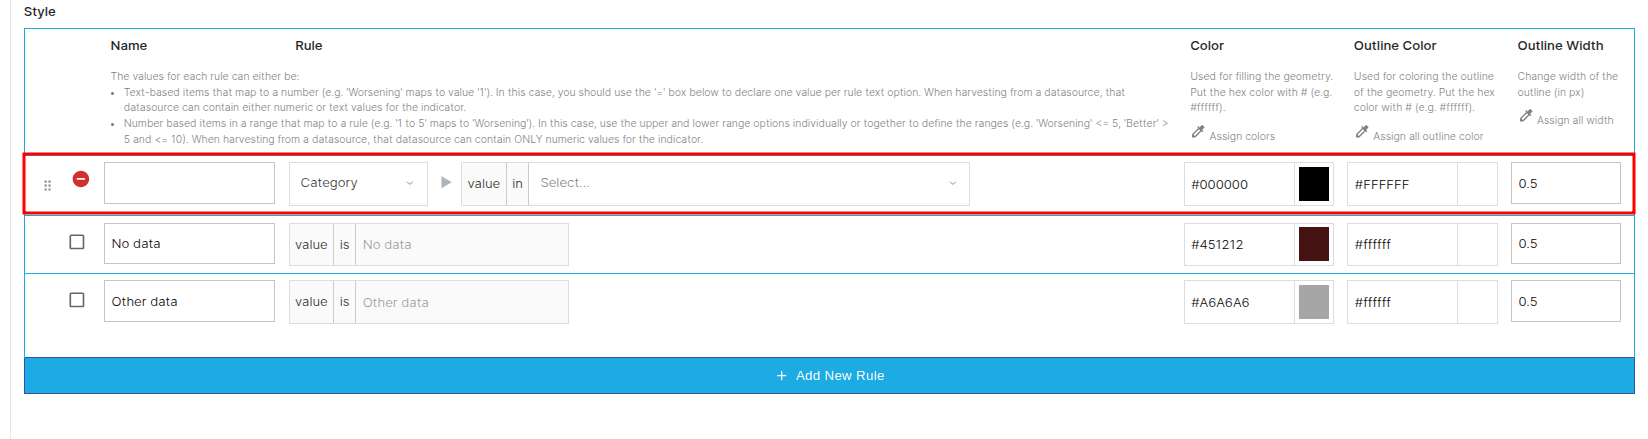 Style
Name Rule Color Outline Color Outline Width
The values for each rule can either be:
• Text-based items that map to a number (e.g. 'Worsening' maps to value '1'). In this case, you should use the '=' box below to declare one value per rule text option. When harvesting from a datasource, that
datasource can contain either numeric or text values for the indicator.
• Number based items in a range that map to a rule (e.g. '1 to 5' maps to 'Worsening'). In this case, use the upper and lower range options individually or together to define the ranges (e.g. 'Worsening' <= 5, 'Better' >
5 and <= 10). When harvesting from a datasource, that datasource can contain ONLY numeric values for the indicator.
Used for filling the geometry.
Put the hex color with # (e.g.
#ffffff).
Assign colors
Used for coloring the outline
of the geometry. Put the hex
color with # (e.g. #ffffff).
Assign all outline color
Change width of the
outline (in px)
Assign all width
Category value in Select... #000000 #FFFFFF 0.5
No data value is No data #451212 #ffffff 0.5
Other data value is Other data #A6A6A6 #ffffff 0.5
+ Add New Rule